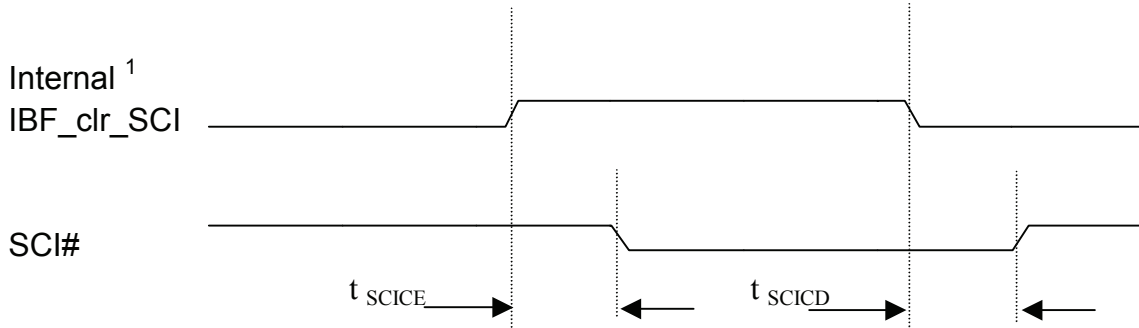 Internal 1
IBF_clr_SCI
SCI#
t SCICE
t SCICD